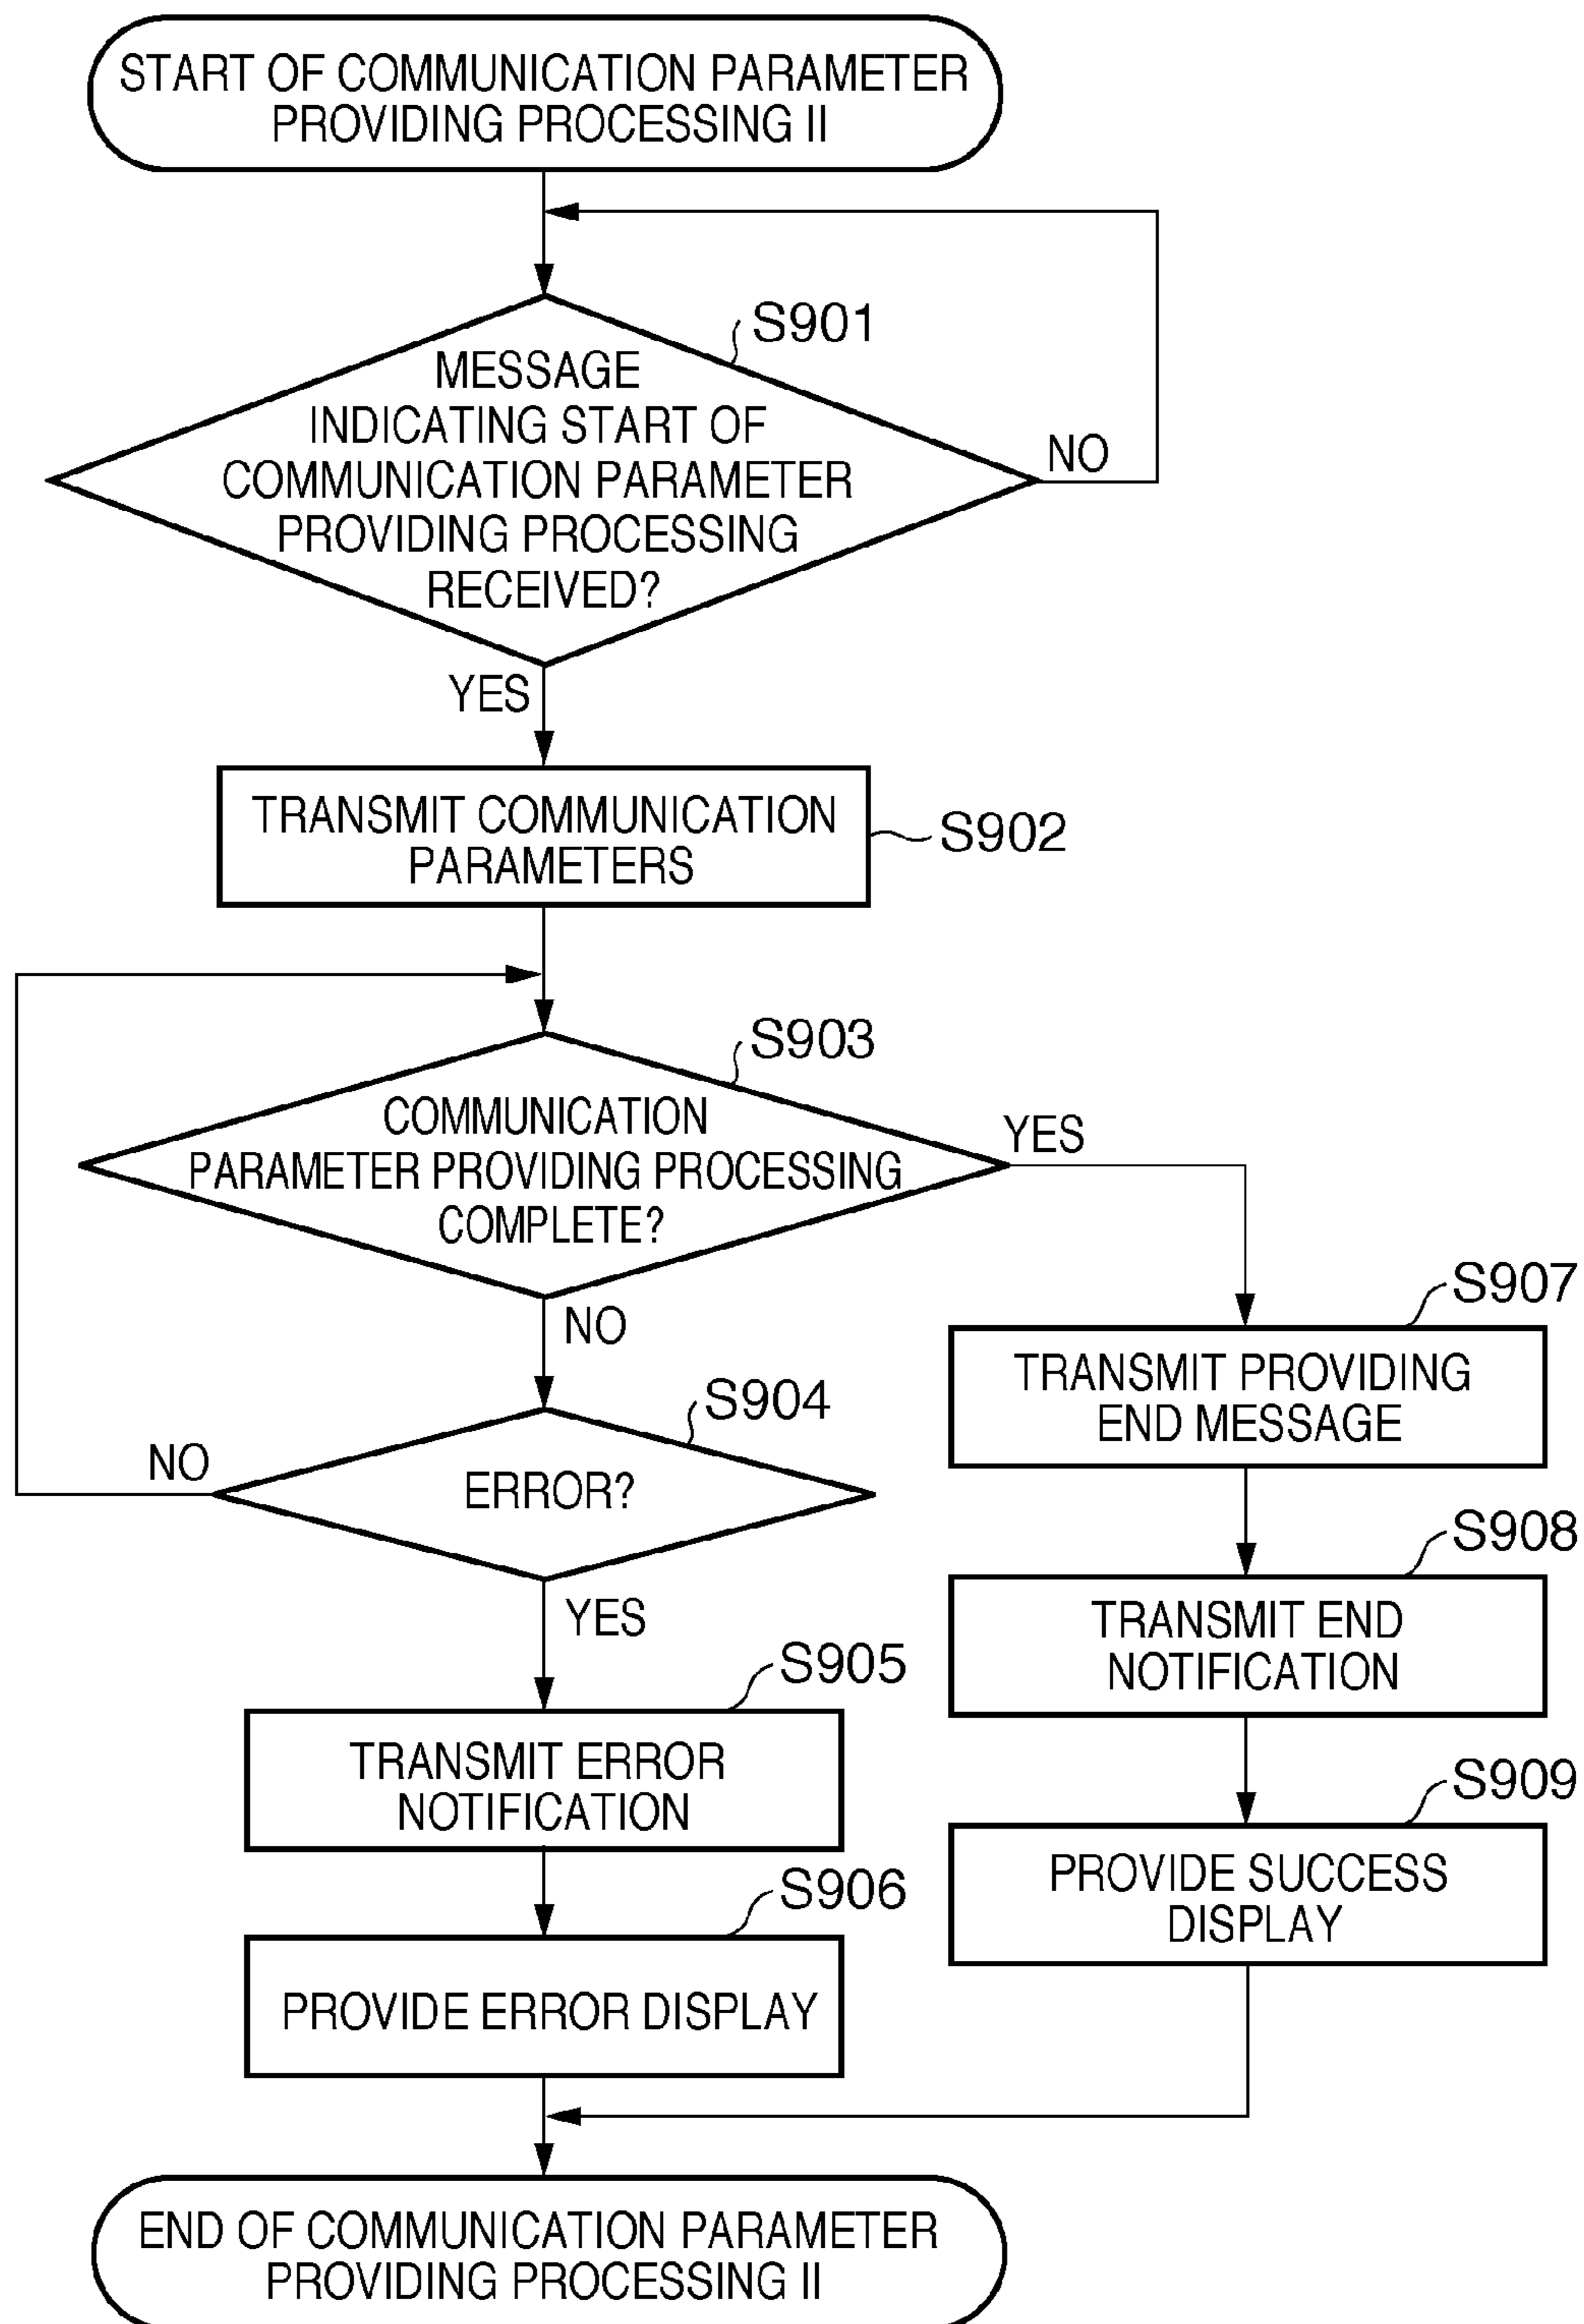 START OF COMMUNICATION PARAMETER
PROVIDING PROCESSING II
S901
MESSAGE
INDICATING START OF
COMMUNICATION PARAMETER
PROVIDING PROCESSING
RECEIVED?
NO
YES
TRANSMIT COMMUNICATION
PARAMETERS
S902
S903
COMMUNICATION
PARAMETER PROVIDING PROCESSING
COMPLETE?
YES
NO
S904
ERROR?
NO
YES
S905
TRANSMIT ERROR
NOTIFICATION
S906
PROVIDE ERROR DISPLAY
S907
TRANSMIT PROVIDING
END MESSAGE
S908
TRANSMIT END
NOTIFICATION
S909
PROVIDE SUCCESS
DISPLAY
END OF COMMUNICATION PARAMETER
PROVIDING PROCESSING II